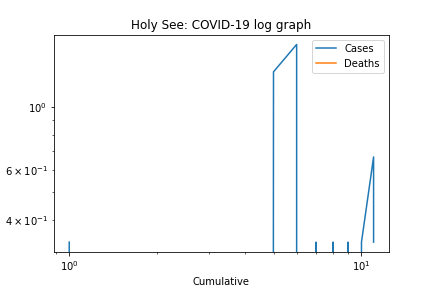 Holy See: COVID-19 log graph
Cases
Deaths
10⁰
6 × 10⁻¹
4 × 10⁻¹
10⁰
10¹
Cumulative